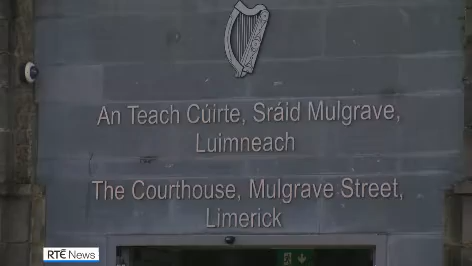 An Teach Cúirte, Sráid Mulgrave,
Luimneach
The Courthouse, Mulgrave Street,
Limerick
RTÉ News